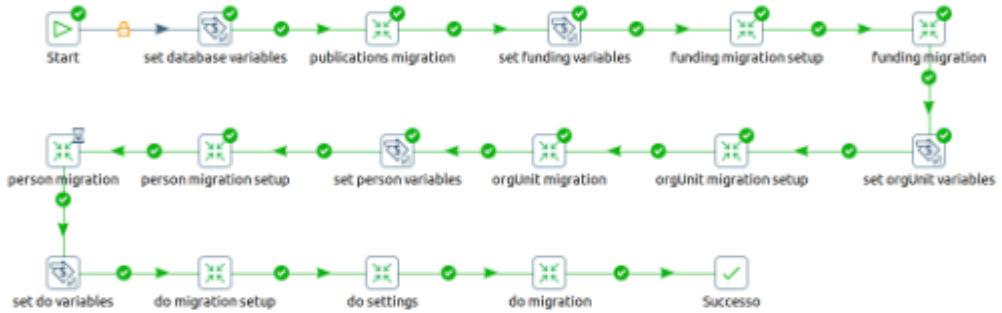 Start
set database variables
publications migration
set funding variables
funding migration setup
funding migration
person migration
person migration setup
set person variables
orgUnit migration
orgUnit migration setup
set orgUnit variables
set do variables
do migration setup
do settings
do migration
Successo